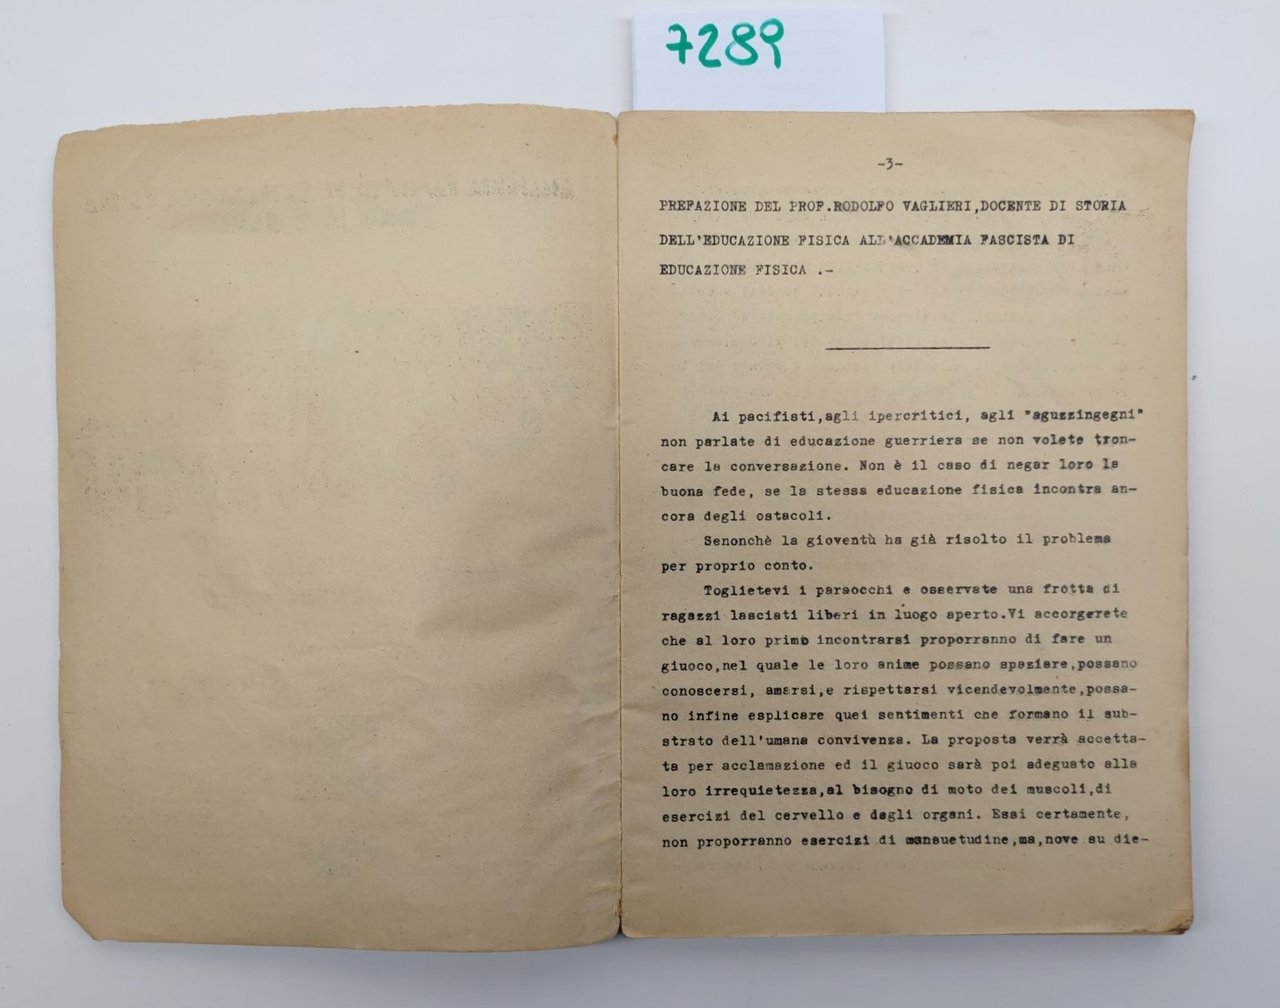 7289
-3-
PREFAZIONE DEL PROF.RODOLFO VAGLIERI,DOCENTE DI STORIA
DELL'EDUCAZIONE FISICA ALL'ACCADEMIA FASCISTA DI
EDUCAZIONE FISICA .-
Ai pacifisti,agli ipercritici, agli "aguzzingegni"
non parlate di educazione guerriera se non volete tron-
care la conversazione. Non è il caso di negar loro la
buona fede, se la stessa educazione fisica incontra an-
cora degli ostacoli.
Senonchè la gioventù ha già risolto il problema
per proprio conto.
Toglietevi i paraocchi e osservate una frotta di
ragazzi lasciati liberi in luogo aperto.Vi accorgerete
che al loro primo incontrarsi proporranno di fare un
giuoco,nel quale le loro anime possano spaziare,possano
conoscersi, amarsi,e rispettarsi vicendevolmente,possa-
no infine esplicare quei sentimenti che formano il sub-
strato dell'umana convivenza. La proposta verrà accetta-
ta per acclamazione ed il giuoco sarà poi adeguato alla
loro irrequietezza,al bisogno di moto dei muscoli,di
esercizi del cervello e degli organi. Essi certamente,
non proporranno esercizi di mansuetudine,ma,nove su die-